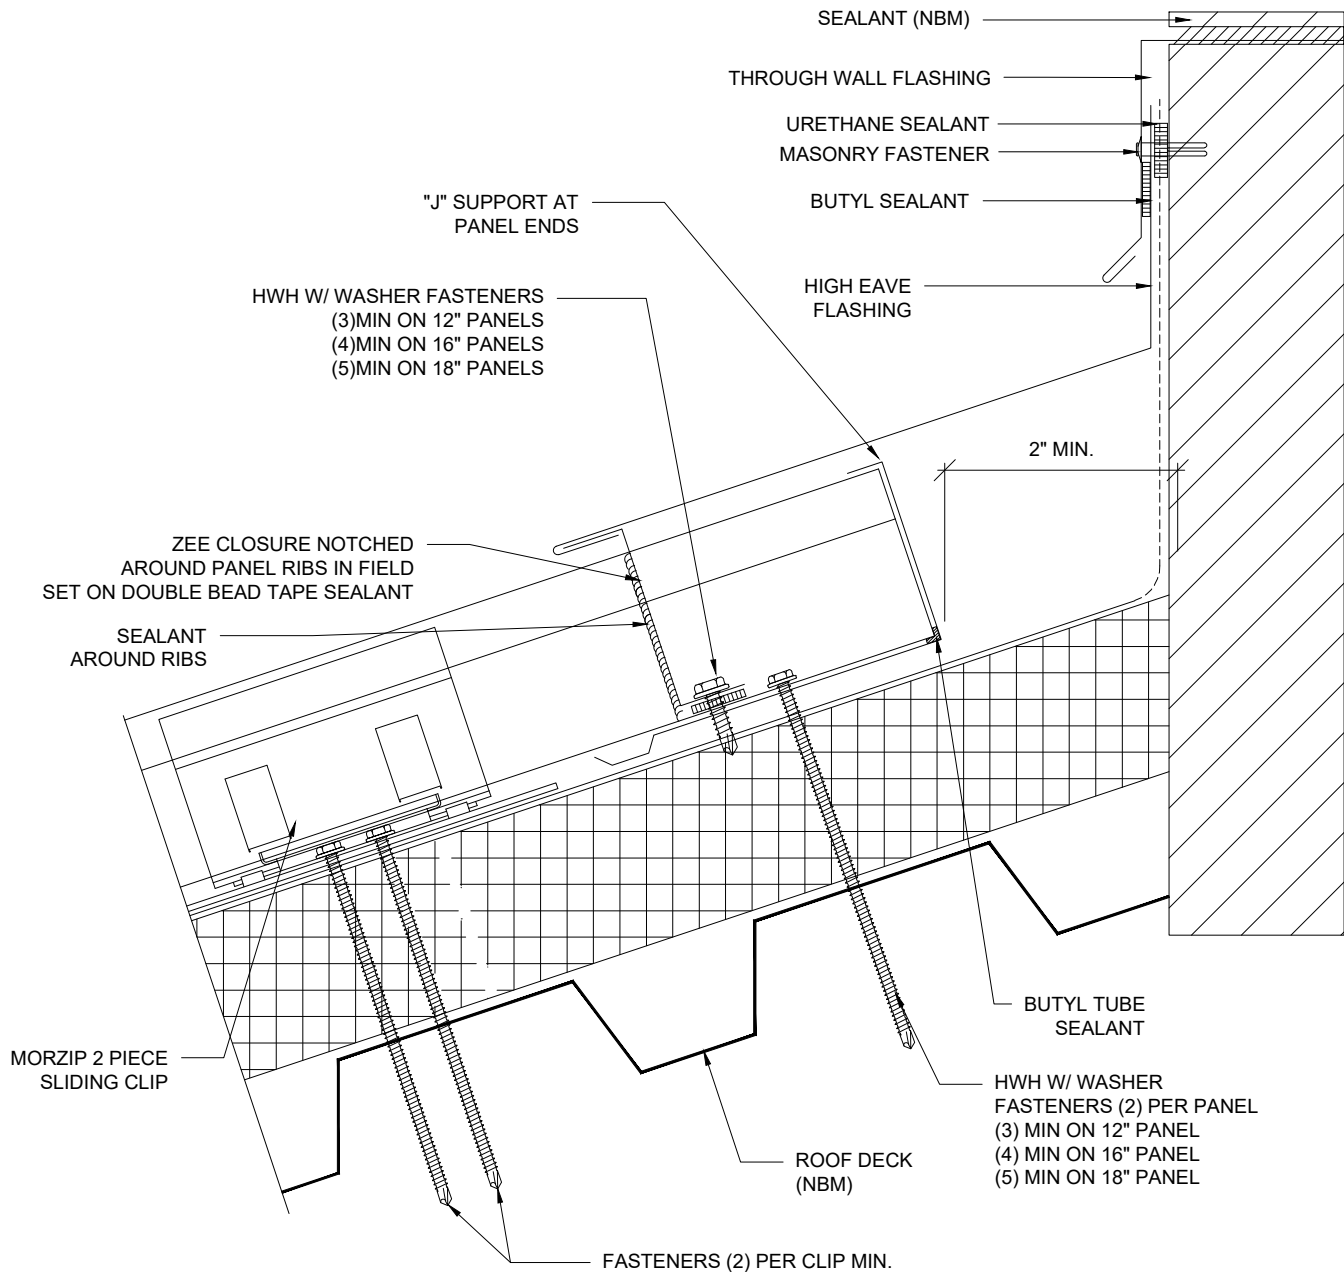 SEALANT (NBM)
THROUGH WALL FLASHING
URETHANE SEALANT
MASONRY FASTENER
BUTYL SEALANT
"J" SUPPORT AT
PANEL ENDS
HIGH EAVE
FLASHING
HWH W/ WASHER FASTENERS
(3)MIN ON 12" PANELS
(4)MIN ON 16" PANELS
(5)MIN ON 18" PANELS
2" MIN.
ZEE CLOSURE NOTCHED
AROUND PANEL RIBS IN FIELD
SET ON DOUBLE BEAD TAPE SEALANT
SEALANT
AROUND RIBS
BUTYL TUBE
SEALANT
MORZIP 2 PIECE
SLIDING CLIP
HWH W/ WASHER
FASTENERS (2) PER PANEL
(3) MIN ON 12" PANEL
(4) MIN ON 16" PANEL
(5) MIN ON 18" PANEL
ROOF DECK
(NBM)
FASTENERS (2) PER CLIP MIN.